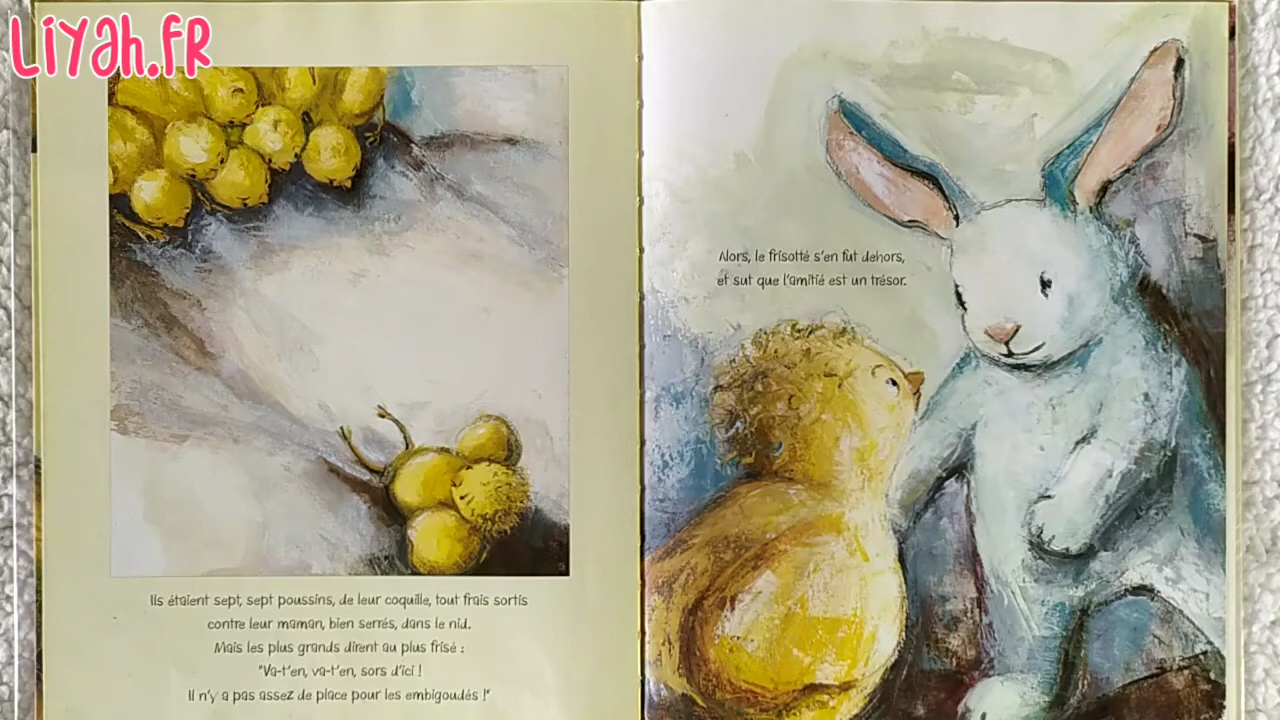 LiYah.FR
Ils étaient sept, sept poussins, de leur coquille, tout frais sortis
contre leur maman, bien serrés, dans le nid.
Mais les plus grands dirent au plus frisé :
"Va-t'en, va-t'en, sors d'ici !
Il n'y a pas assez de place pour les embigoudés !"
Alors, le frisotté s'en fut dehors,
et sut que l'amitié est un trésor.